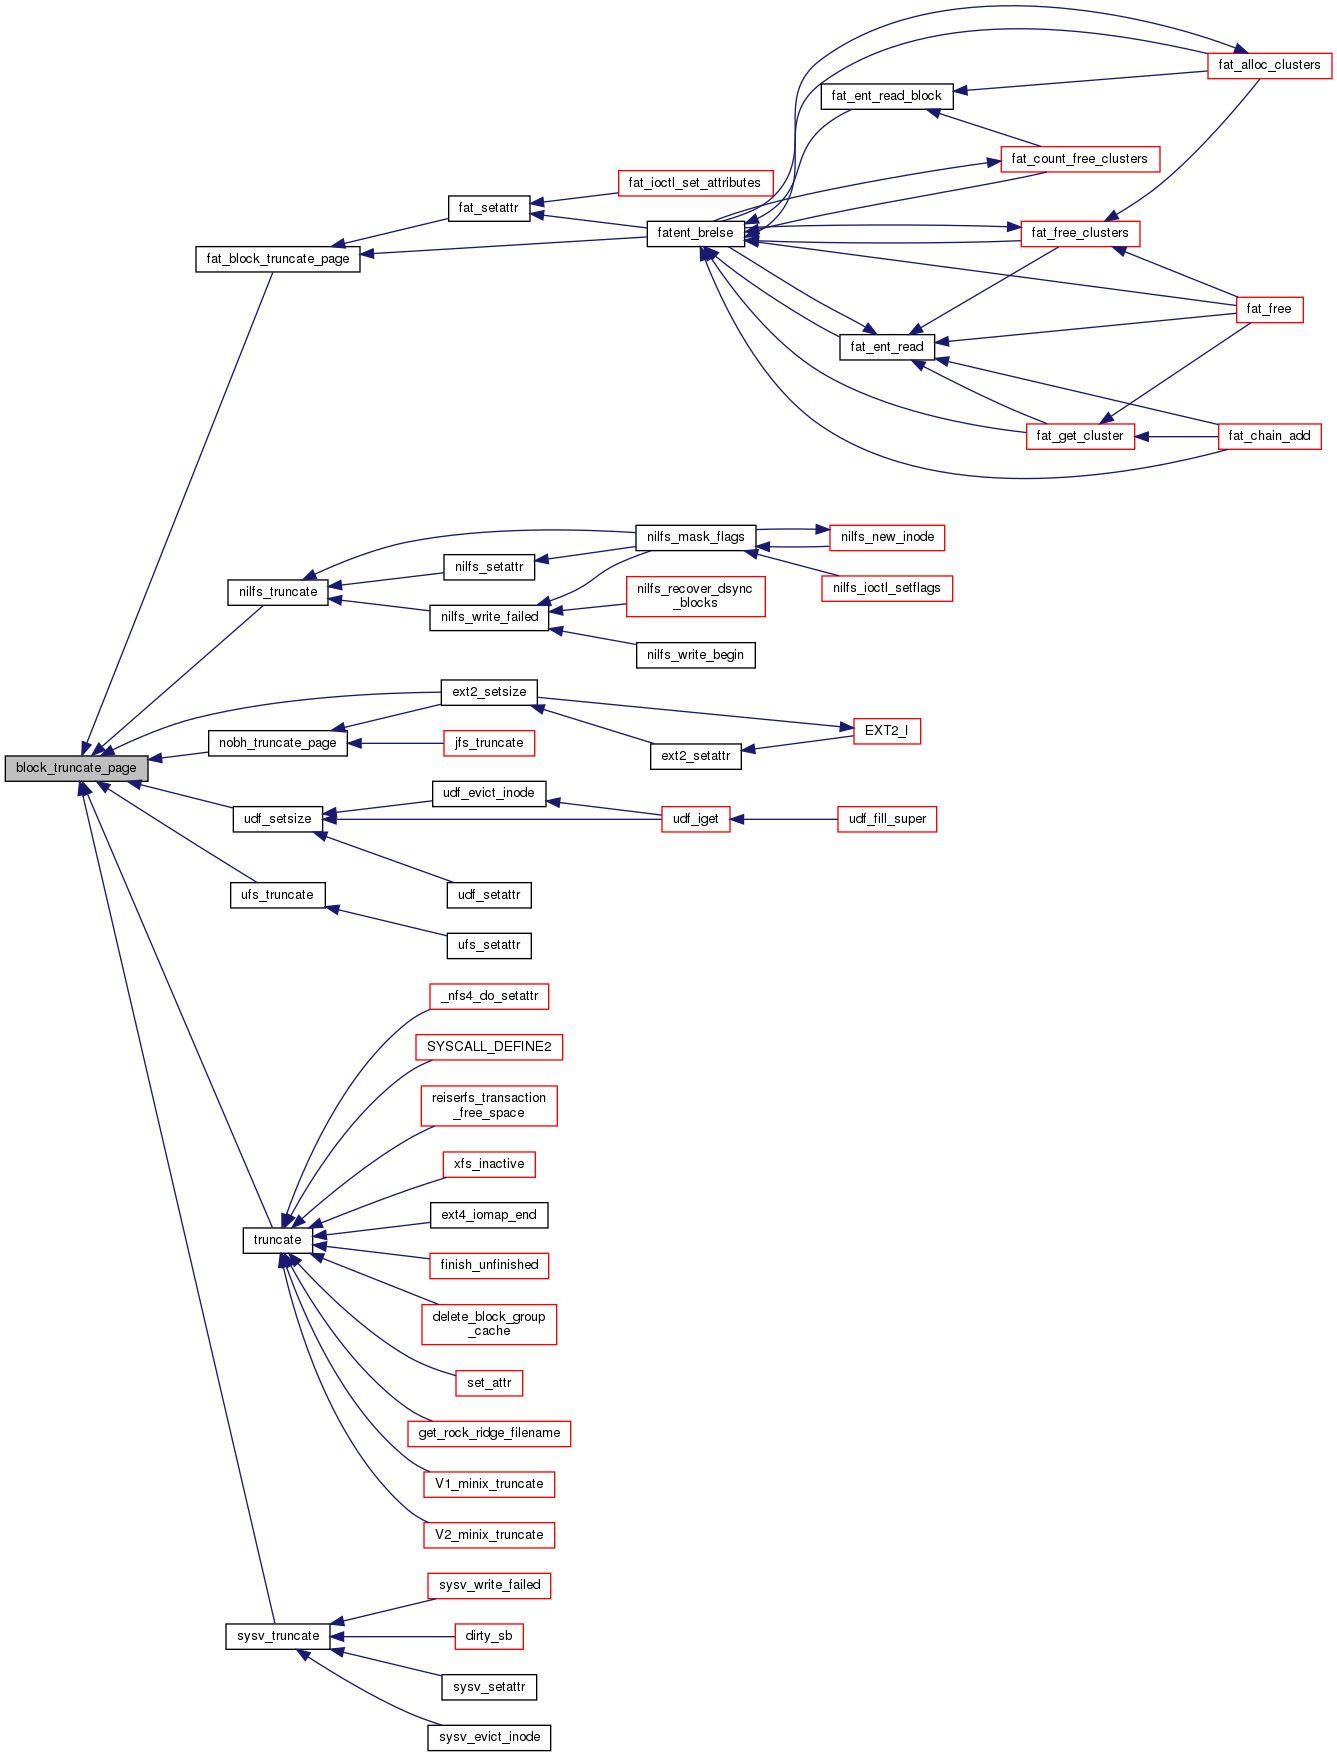 fat_alloc_clusters
fat_ent_read_block
fat_count_free_clusters
fat_ioctl_set_attributes
fat_setattr
fatent_brelse
fat_free_clusters
fat_block_truncate_page
fat_free
fat_ent_read
fat_get_cluster
fat_chain_add
nilfs_mask_flags
nilfs_new_inode
nilfs_setattr
nilfs_truncate
nilfs_recover_dsync
_blocks
nilfs_ioctl_setflags
nilfs_write_failed
nilfs_write_begin
ext2_setsize
EXT2_I
nobh_truncate_page
jfs_truncate
ext2_setattr
block_truncate_page
udf_evict_inode
udf_setsize
udf_iget
udf_fill_super
ufs_truncate
udf_setattr
ufs_setattr
_nfs4_do_setattr
SYSCALL_DEFINE2
reiserfs_transaction
_free_space
xfs_inactive
ext4_iomap_end
truncate
finish_unfinished
delete_block_group
_cache
set_attr
get_rock_ridge_filename
V1_minix_truncate
V2_minix_truncate
sysv_write_failed
sysv_truncate
dirty_sb
sysv_setattr
sysv_evict_inode